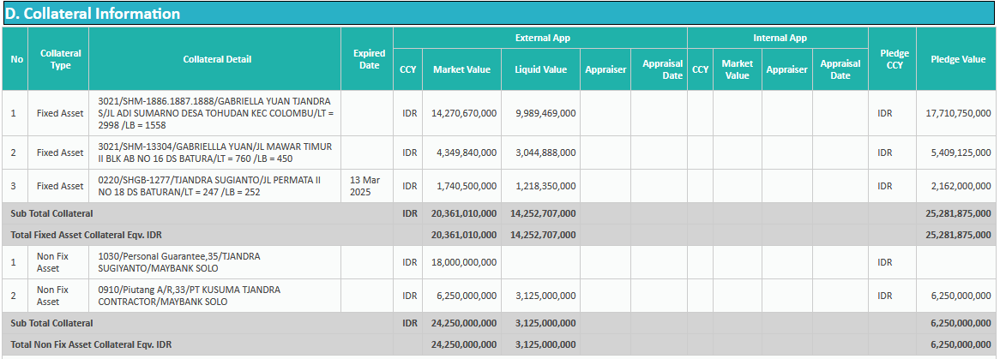 D. Collateral Information
No Collateral Type Collateral Detail Expired Date External App Internal App Pledge CCY Pledge Value
CCY Market Value Liquid Value Appraiser Appraisal Date CCY Market Value Appraiser Appraisal Date
1 Fixed Asset 3021/SHM-1886.1887.1888/GABRIELLA YUAN TJANDRA
S/JL ADI SUMARNO DESA TOHUDAN KEC COLOMBU/LT =
2998 /LB = 1558
IDR 14,270,670,000 9,989,469,000 IDR 17,710,750,000
2 Fixed Asset 3021/SHM-13304/GABRIELLLA YUAN/JL MAWAR TIMUR
II BLK AB NO 16 DS BATURA/LT = 760 /LB = 450
IDR 4,349,840,000 3,044,888,000 IDR 5,409,125,000
3 Fixed Asset 0220/SHGB-1277/TJANDRA SUGIANTO/JL PERMATA II
NO 18 DS BATURAN/LT = 247 /LB = 252
13 Mar
2025
IDR 1,740,500,000 1,218,350,000 IDR 2,162,000,000
Sub Total Collateral IDR 20,361,010,000 14,252,707,000 25,281,875,000
Total Fixed Asset Collateral Eqv. IDR 20,361,010,000 14,252,707,000 25,281,875,000
1 Non Fix
Asset
1030/Personal Guarantee,35/TJANDRA
SUGIYANTO/MAYBANK SOLO
IDR 18,000,000,000 IDR
2 Non Fix
Asset
0910/Piutang A/R,33/PT KUSUMA TJANDRA
CONTRACTOR/MAYBANK SOLO
IDR 6,250,000,000 3,125,000,000 IDR 6,250,000,000
Sub Total Collateral IDR 24,250,000,000 3,125,000,000 6,250,000,000
Total Non Fix Asset Collateral Eqv. IDR 24,250,000,000 3,125,000,000 6,250,000,000